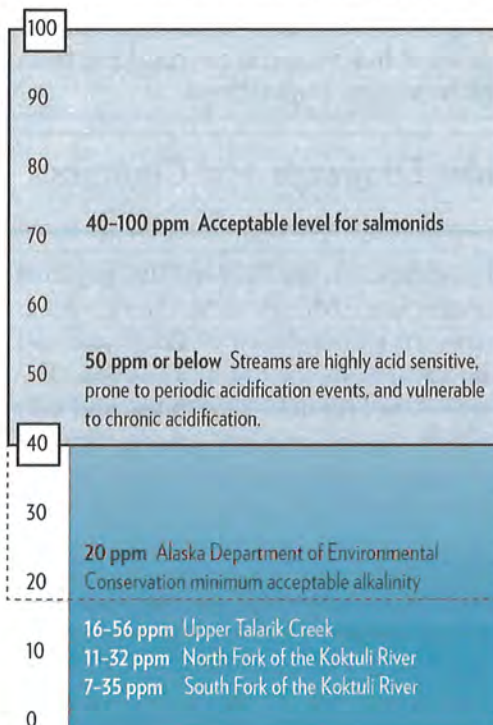 100
90
80
40–100 ppm Acceptable level for salmonids
70
60
50 ppm or below Streams are highly acid sensitive,
50
prone to periodic acidification events, and vulnerable
to chronic acidification.
40
30
20 ppm Alaska Department of Environmental
20
Conservation minimum acceptable alkalinity
16–56 ppm Upper Talarik Creek
10
11–32 ppm North Fork of the Koktuli River
7–35 ppm South Fork of the Koktuli River
0